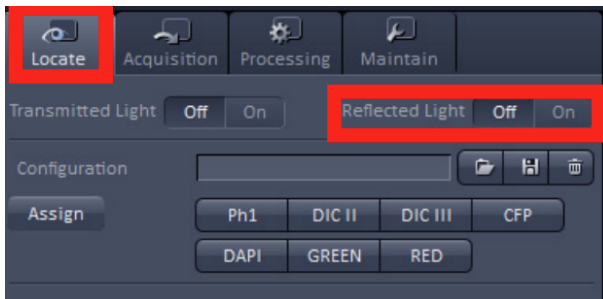 Locate Acquisition Processing Maintain
Transmitted Light Off On Reflected Light Off On
Configuration
Assign Ph1 DIC II DIC III CFP
DAPI GREEN RED